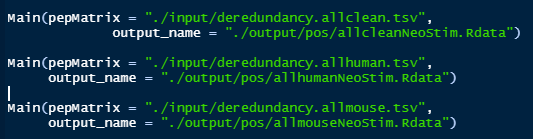 Main(pepMatrix = "./input/deredundancy.allclean.tsv",
output_name = "./output/pos/allcleanNeoStim.Rdata")
Main(pepMatrix = "./input/deredundancy.allhuman.tsv",
output_name = "./output/pos/allhumanNeoStim.Rdata")
Main(pepMatrix = "./input/deredundancy.allmouse.tsv",
output_name = "./output/pos/allmouseNeoStim.Rdata")